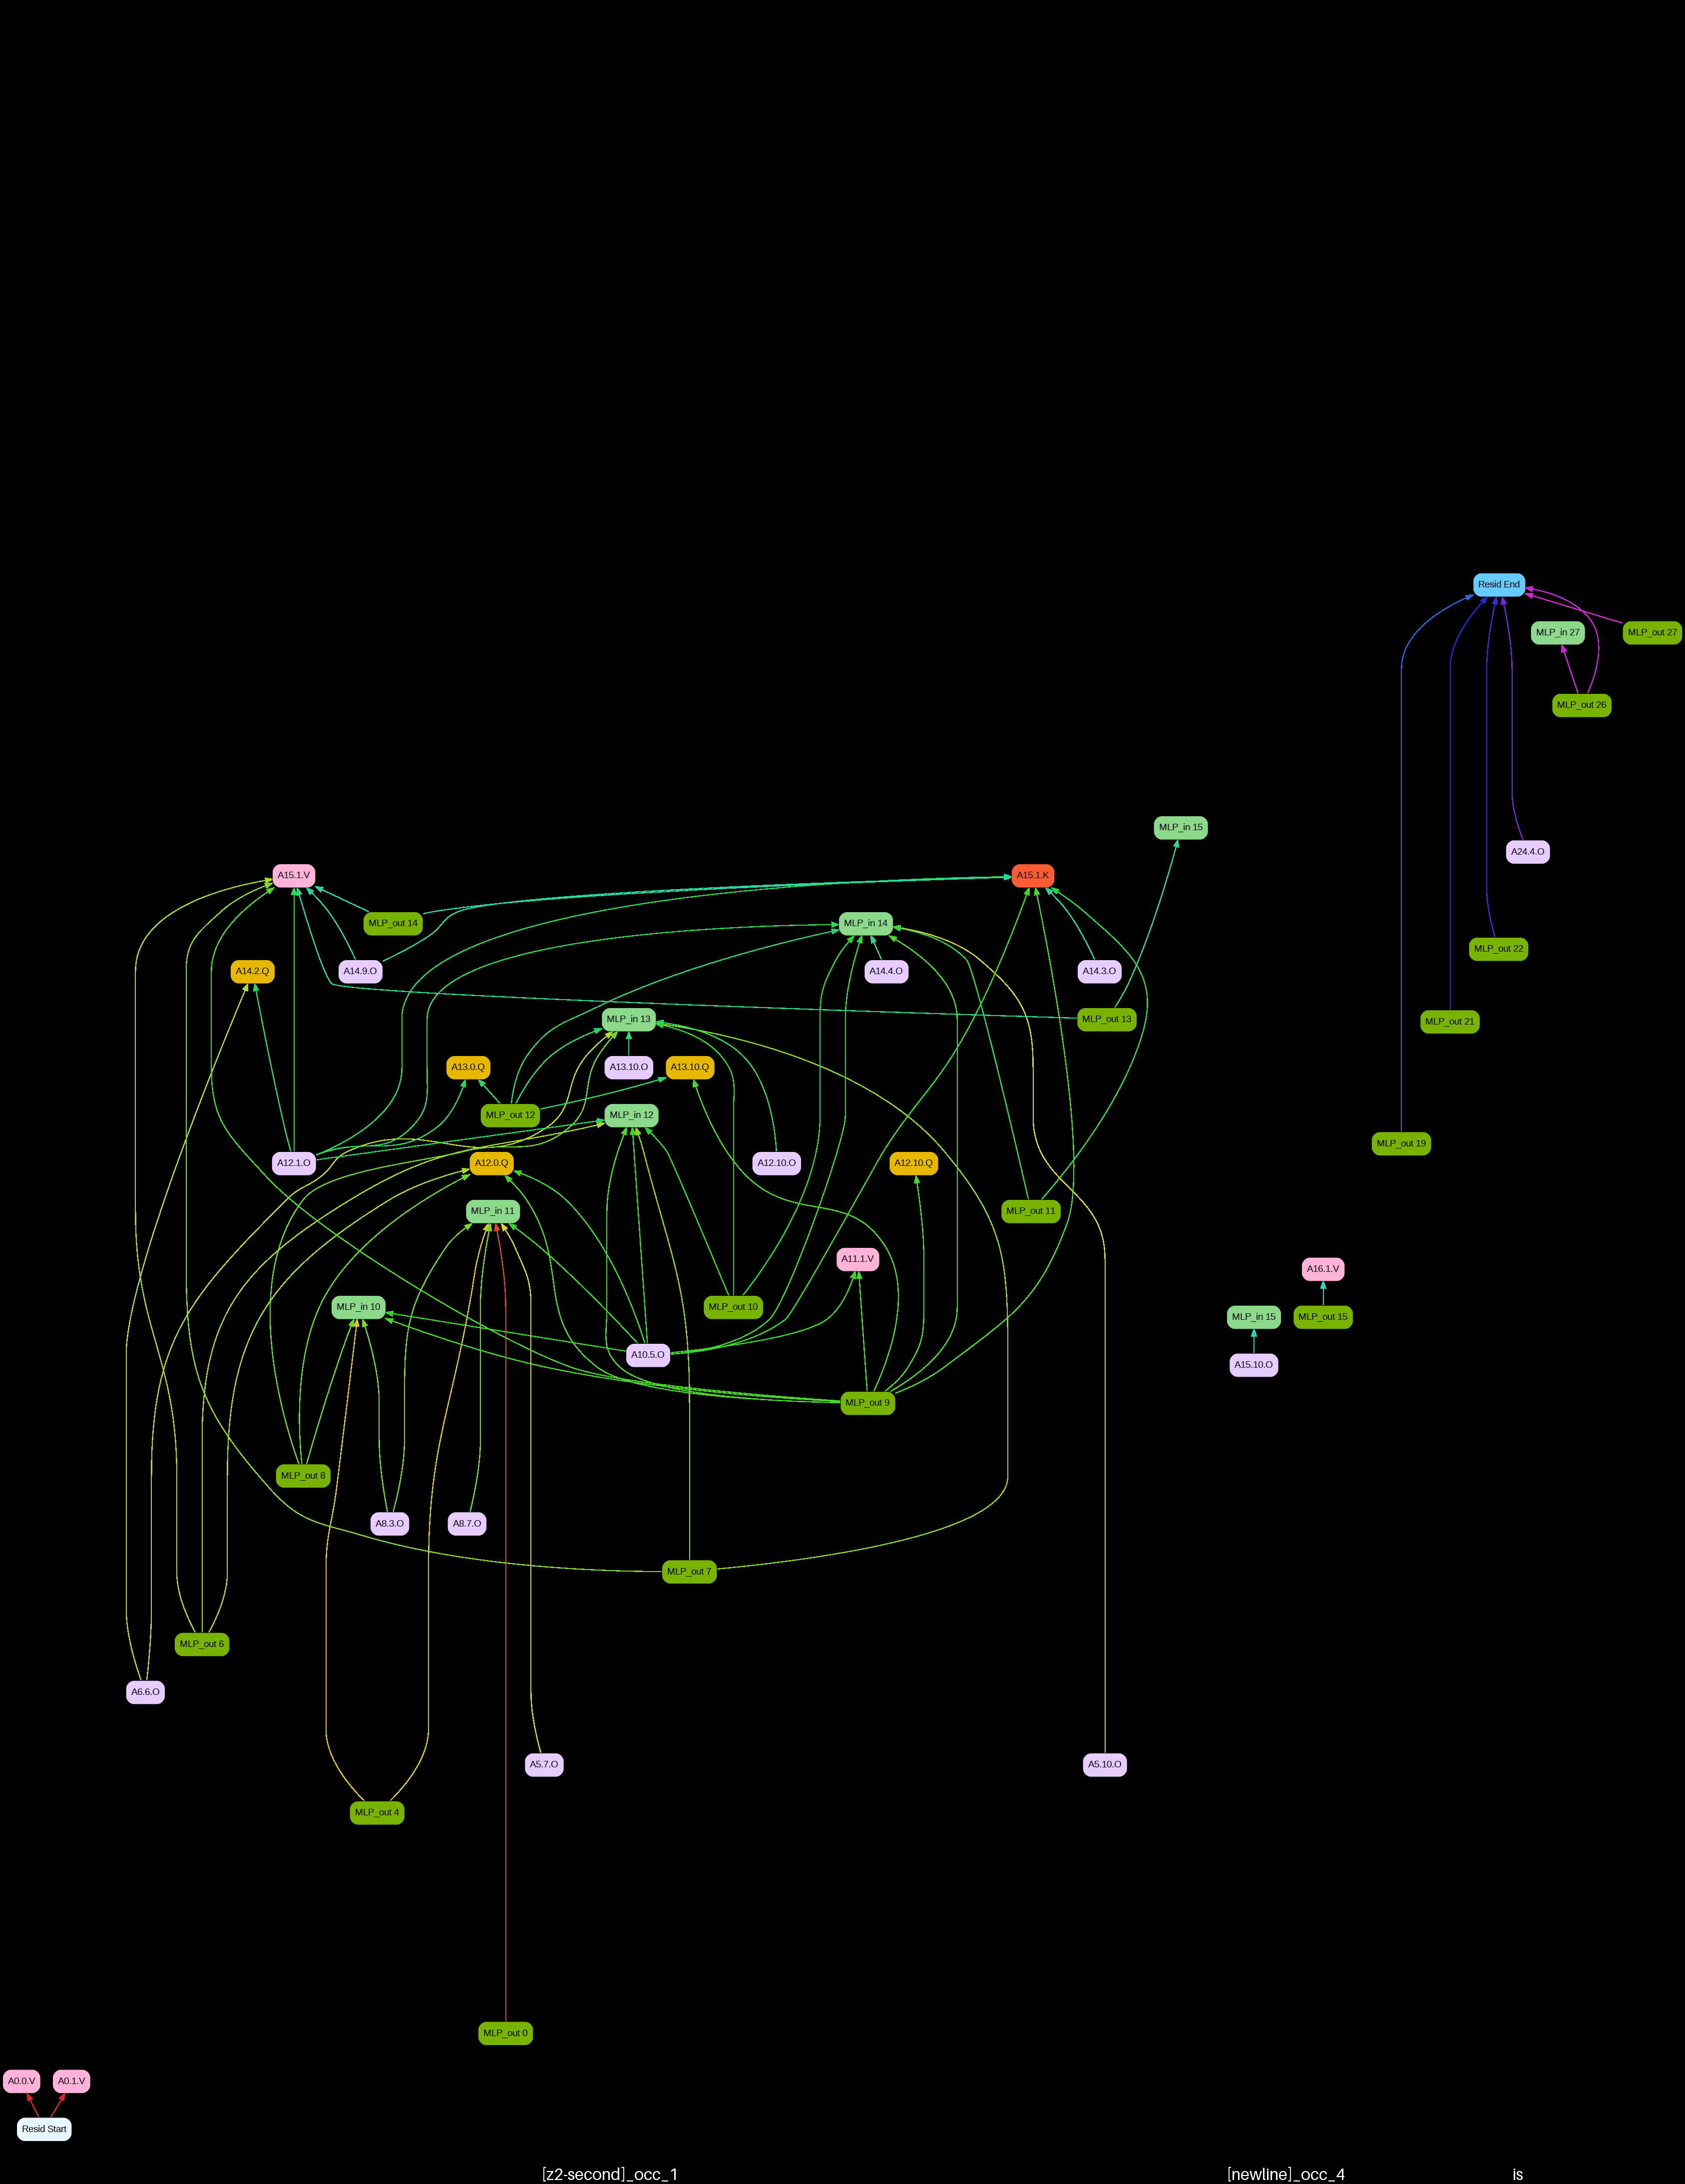 Resid End
MLP_in 27
MLP_out 27
MLP_out 26
MLP_in 15
A24.4.O
A15.1.V
A15.1.K
MLP_out 14
MLP_in 14
MLP_out 22
A14.2.Q
A14.9.O
A14.4.O
A14.3.O
MLP_in 13
MLP_out 13
MLP_out 21
A13.0.Q
A13.10.O
A13.10.Q
MLP_out 12
MLP_in 12
MLP_out 19
A12.1.O
A12.0.Q
A12.10.O
A12.10.Q
MLP_in 11
MLP_out 11
A11.1.V
A16.1.V
MLP_in 10
MLP_out 10
MLP_in 15
MLP_out 15
A10.5.O
A15.10.O
MLP_out 9
MLP_out 8
A8.3.O
A8.7.O
MLP_out 7
MLP_out 6
A6.6.O
A5.7.O
A5.10.O
MLP_out 4
MLP_out 0
A0.0.V
A0.1.V
Resid Start
[z2-second]_occ_1
[newline]_occ_4
is